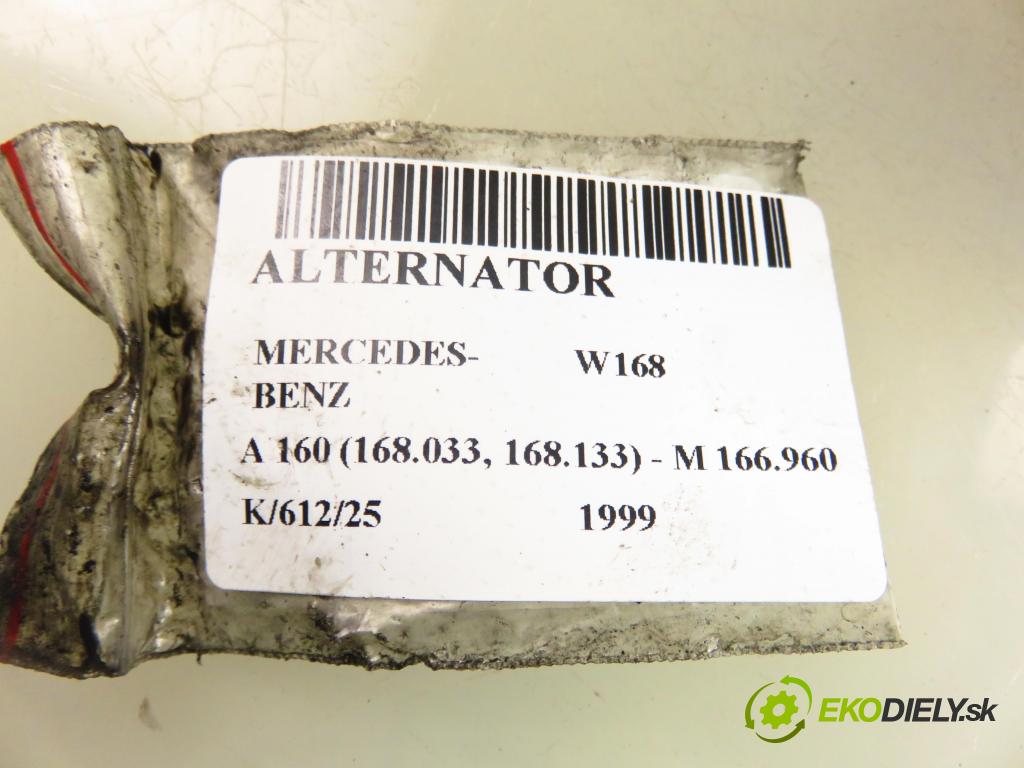 ALTERNATOR
MERCEDES- W168
BENZ
A 160 (168.033, 168.133) - M 166.960
K/612/25 1999
EKODIELY.sk